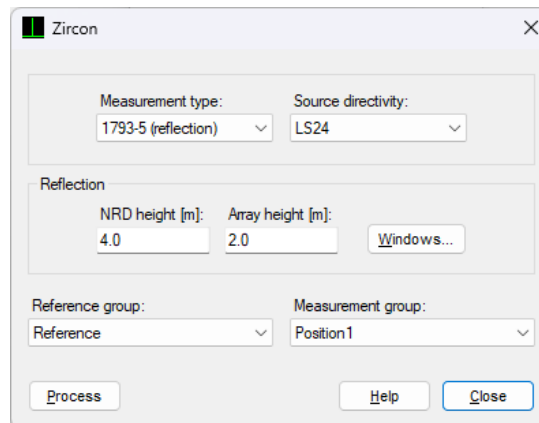 Zircon
Measurement type: Source directivity:
1793-5 (reflection) LS24
Reflection
NRD height [m]: Array height [m]:
4.0 2.0 Windows...
Reference group: Measurement group:
Reference Position1
Process Help Close